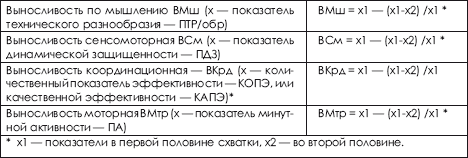 Выносливость по мышлению ВМш (х — показатель технического разнообразия — ПТР/обр) ВМш = х1 — (х1-х2) /х1 *
Выносливость сенсомоторная ВСм (х — показатель динамической защищенности — ПДЗ) ВСм = х1 — (х1-х2) /х1 *
Выносливость координационная — ВКрд (х — количественный показатель эффективности — КОПЭ, или качественной эффективности — КАПЭ)* ВКрд = х1 — (х1-х2) /х1
Выносливость моторная ВМтр (х — показатель минутной активности — ПА) ВМтр = х1 — (х1-х2) /х1 *
* х1 — показатели в первой половине схватки, х2 — во второй половине.